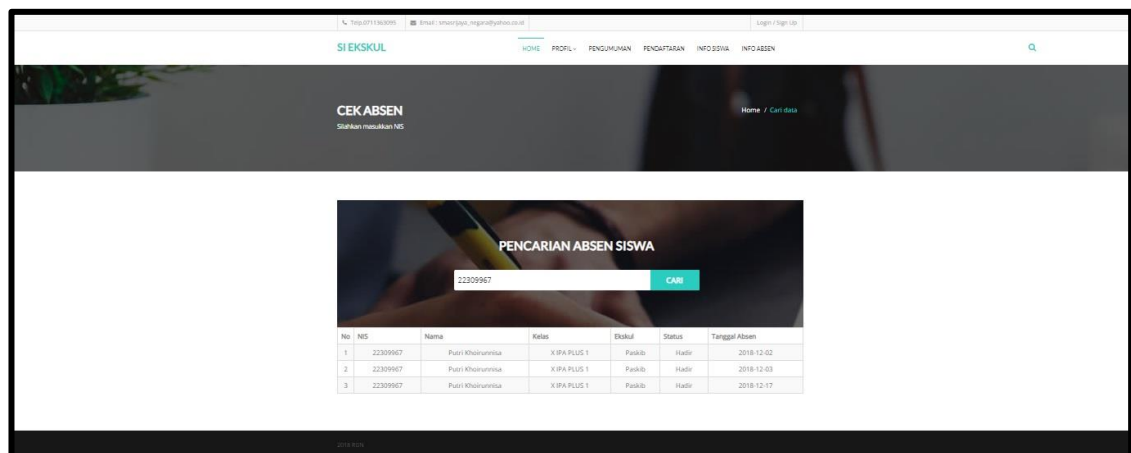 Telp.0711363095 Email : smasrijaya_negara@yahoo.co.id Login / Sign Up
SI EKSKUL HOME PROFIL PENGUMUMAN PENDAFTARAN INFO SISWA INFO ABSEN
CEK ABSEN
Silahkan masukkan NIS
Home / Cari data
PENCARIAN ABSEN SISWA
22309967 CARI
No NIS Nama Kelas Ekskul Status Tanggal Absen
1 22309967 Putri Khoirunnisa X IPA PLUS 1 Paskib Hadir 2018-12-02
2 22309967 Putri Khoirunnisa X IPA PLUS 1 Paskib Hadir 2018-12-03
3 22309967 Putri Khoirunnisa X IPA PLUS 1 Paskib Hadir 2018-12-17
2018